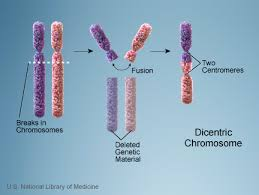 Fusion
Two
Centromeres
Breaks in
Chromosomes
Deleted
Genetic
Material
Dicentric
Chromosome
U.S. National Library of Medicine